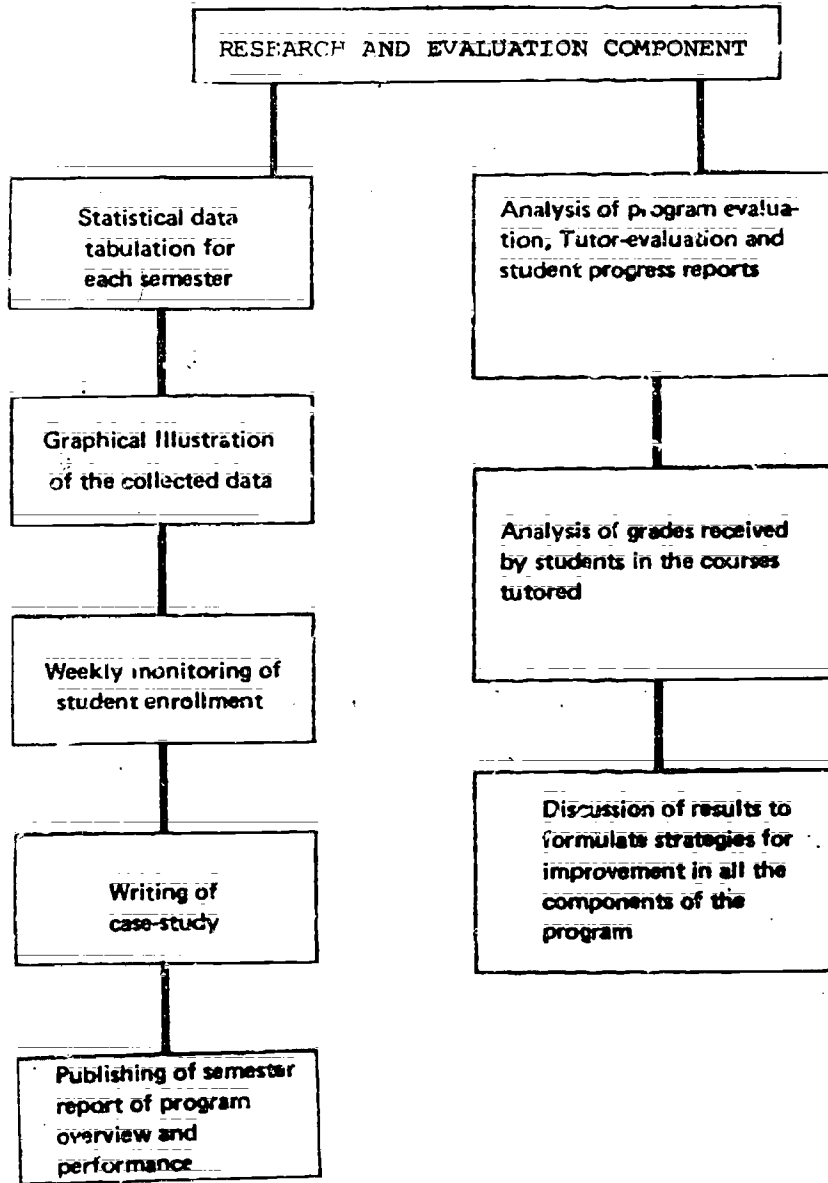 RESEARCH AND EVALUATION COMPONENT
Statistical data
tabulation for
each semester
Graphical Illustration
of the collected data
Weekly monitoring of
student enrollment
Writing of
case-study
Publishing of semester
report of program
overview and
performance
Analysis of program evalua-
tion, Tutor-evaluation and
student progress reports
Analysis of grades received
by students in the courses
tutored
Discussion of results to
formulate strategies for
improvement in all the
components of the
program